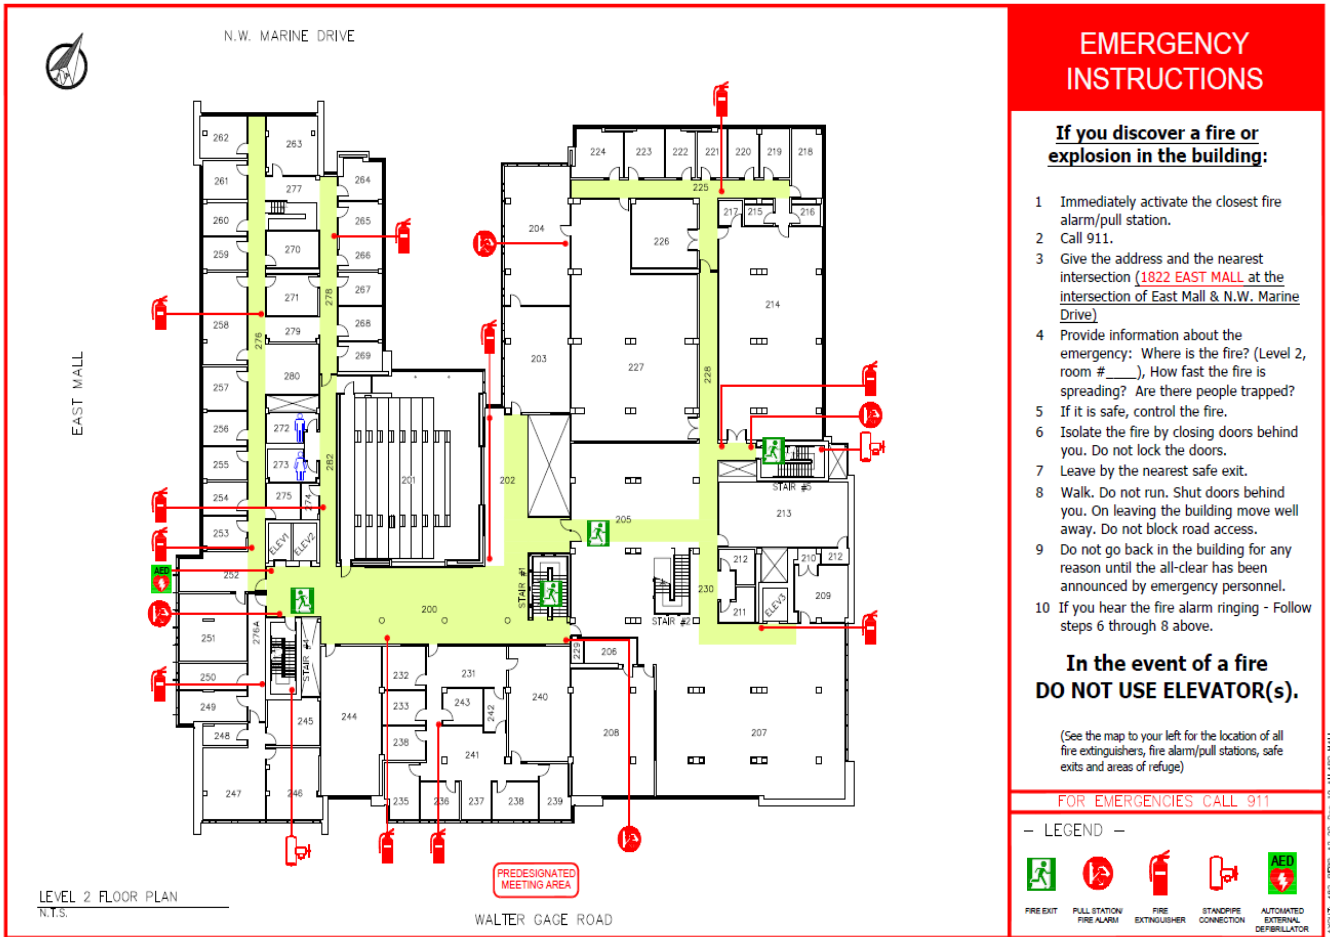 N.W. MARINE DRIVE
EAST MALL
262
263
261
277
264
260
265
259
270
266
271
278
267
258
279
268
276
269
257
280
256
272
255
273
282
201
254
275
274
253
ELEV1
ELEV2
252
AED
200
251
276A
STAIR #4
250
249
248
245
247
246
244
232
231
233
243
242
240
238
241
235
236
237
238
239
224
223
222
221
220
219
218
225
204
217
215
216
226
214
203
227
228
202
205
STAIR #5
213
STAIR #1
212
210
212
230
209
211
ELEV3
STAIR #2
229
206
208
207
PREDESIGNATED
MEETING AREA
WALTER GAGE ROAD
LEVEL 2 FLOOR PLAN
N.T.S.
EMERGENCY
INSTRUCTIONS
If you discover a fire or
explosion in the building:
1 Immediately activate the closest fire
alarm/pull station.
2 Call 911.
3 Give the address and the nearest
intersection (1822 EAST MALL at the
intersection of East Mall & N.W. Marine
Drive)
4 Provide information about the
emergency: Where is the fire? (Level 2,
room #____), How fast the fire is
spreading? Are there people trapped?
5 If it is safe, control the fire.
6 Isolate the fire by closing doors behind
you. Do not lock the doors.
7 Leave by the nearest safe exit.
8 Walk. Do not run. Shut doors behind
you. On leaving the building move well
away. Do not block road access.
9 Do not go back in the building for any
reason until the all-clear has been
announced by emergency personnel.
10 If you hear the fire alarm ringing - Follow
steps 6 through 8 above.
In the event of a fire
DO NOT USE ELEVATOR(s).
(See the map to your left for the location of all
fire extinguishers, fire alarm/pull stations, safe
exits and areas of refuge)
FOR EMERGENCIES CALL 911
- LEGEND -
AED
FIRE EXIT
PULL STATION/
FIRE ALARM
FIRE
EXTINGUISHER
STANDPIPE
CONNECTION
AUTOMATED
EXTERNAL
DEFIBRILLATOR